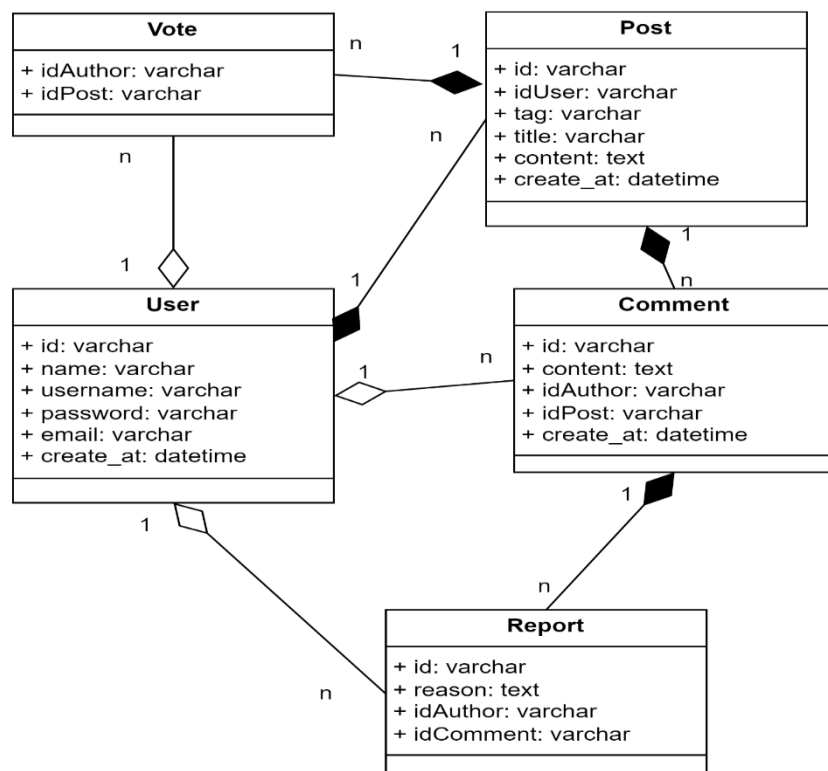 Vote
+ idAuthor: varchar
+ idPost: varchar
n
1
Post
+ id: varchar
+ idUser: varchar
+ tag: varchar
+ title: varchar
+ content: text
+ create_at: datetime
n
n
1
1
1
n
User
+ id: varchar
+ name: varchar
+ username: varchar
+ password: varchar
+ email: varchar
+ create_at: datetime
1
n
Comment
+ id: varchar
+ content: text
+ idAuthor: varchar
+ idPost: varchar
+ create_at: datetime
1
1
n
n
Report
+ id: varchar
+ reason: text
+ idAuthor: varchar
+ idComment: varchar